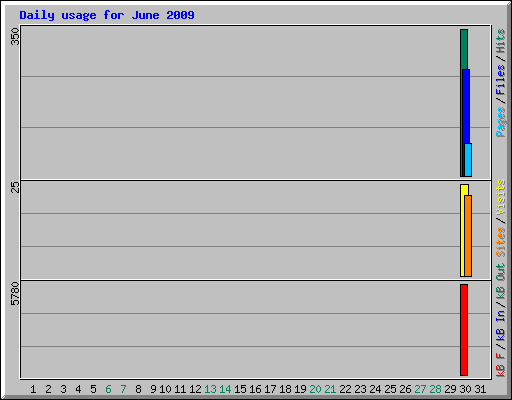 Daily usage for June 2009
350
25
5780
Pages/Files/Hits
Sites/Visits
kB F/kB In/kB Out
1 2 3 4 5 6 7 8 9 10 11 12 13 14 15 16 17 18 19 20 21 22 23 24 25 26 27 28 29 30 31